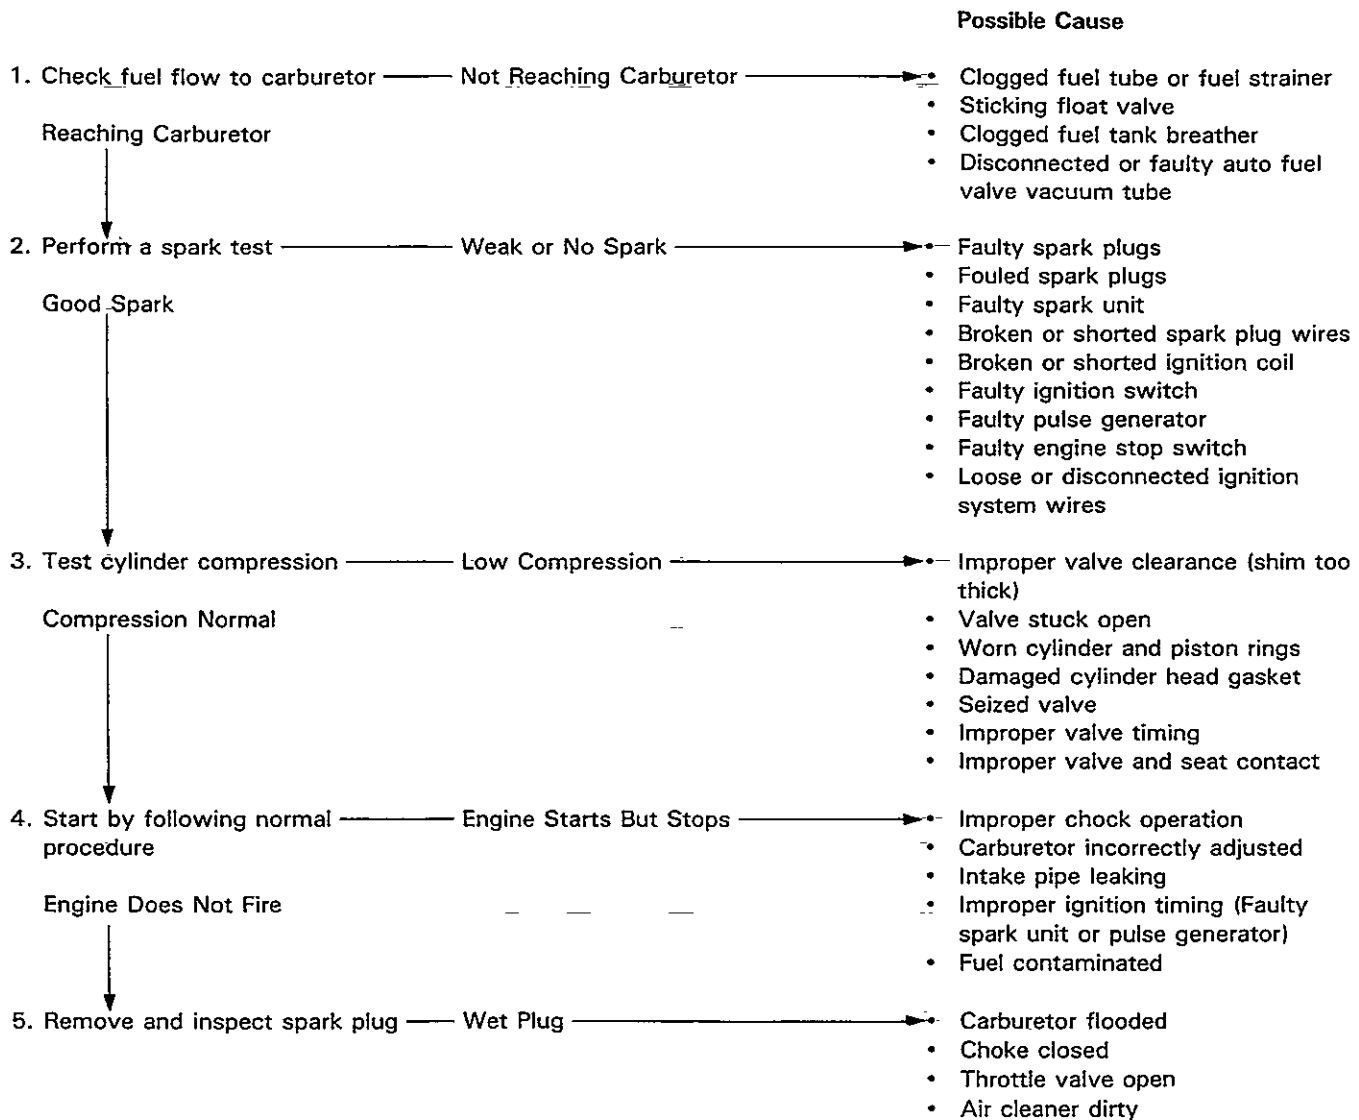 Possible Cause
1. Check fuel flow to carburetor Not Reaching Carburetor • Clogged fuel tube or fuel strainer
• Sticking float valve
Reaching Carburetor
• Clogged fuel tank breather
• Disconnected or faulty auto fuel
valve vacuum tube
2. Perform a spark test Weak or No Spark • Faulty spark plugs
• Fouled spark plugs
Good Spark
• Faulty spark unit
• Broken or shorted spark plug wires
• Broken or shorted ignition coil
• Faulty ignition switch
• Faulty pulse generator
• Faulty engine stop switch
• Loose or disconnected ignition
system wires
3. Test cylinder compression Low Compression • Improper valve clearance (shim too
thick)
Compression Normal
• Valve stuck open
• Worn cylinder and piston rings
• Damaged cylinder head gasket
• Seized valve
• Improper valve timing
• Improper valve and seat contact
4. Start by following normal Engine Starts But Stops • Improper chock operation
procedure
• Carburetor incorrectly adjusted
• Intake pipe leaking
Engine Does Not Fire
• Improper ignition timing (Faulty
spark unit or pulse generator)
• Fuel contaminated
5. Remove and inspect spark plug Wet Plug • Carburetor flooded
• Choke closed
• Throttle valve open
• Air cleaner dirty